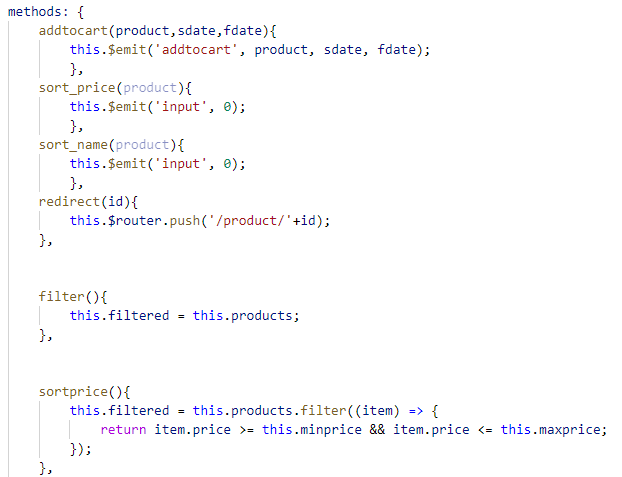 methods: {
addtocart(product,sdate,fdate){
this.$emit('addtocart', product, sdate, fdate);
},
sort_price(product){
this.$emit('input', 0);
},
sort_name(product){
this.$emit('input', 0);
},
redirect(id){
this.$router.push('/product/'+id);
},
filter(){
this.filtered = this.products;
},
sortprice(){
this.filtered = this.products.filter((item) => {
return item.price >= this.minprice && item.price <= this.maxprice;
});
},